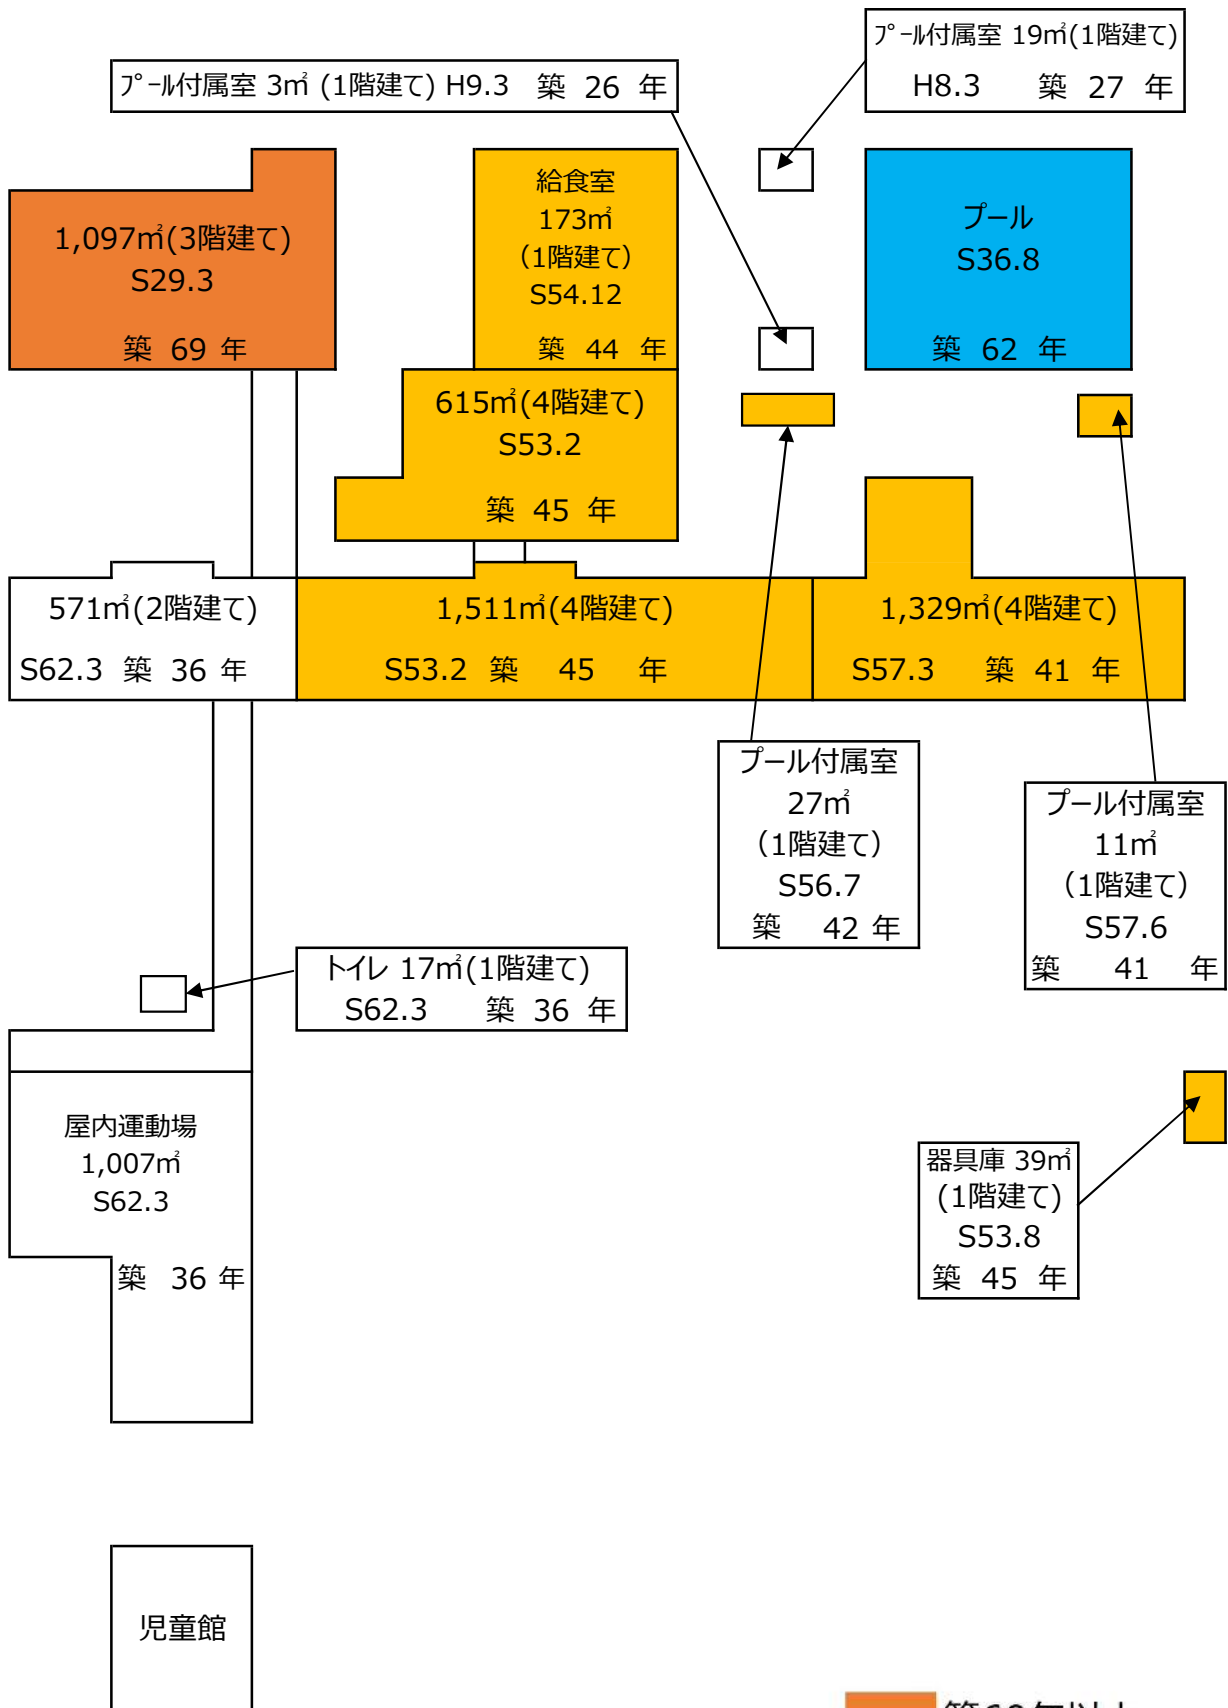 ﾌﾟｰﾙ付属室 19㎡(1階建て)
H8.3 築 27 年
ﾌﾟｰﾙ付属室 3㎡ (1階建て) H9.3 築 26 年
1,097㎡(3階建て)
S29.3
築 69 年
給食室
173㎡
(1階建て)
S54.12
築 44 年
プール
S36.8
築 62 年
615㎡(4階建て)
S53.2
築 45 年
571㎡(2階建て)
S62.3 築 36 年
1,511㎡(4階建て)
S53.2 築 45 年
1,329㎡(4階建て)
S57.3 築 41 年
プール付属室
27㎡
(1階建て)
S56.7
築 42 年
プール付属室
11㎡
(1階建て)
S57.6
築 41 年
トイレ 17㎡(1階建て)
S62.3 築 36 年
屋内運動場
1,007㎡
S62.3
築 36 年
器具庫 39㎡
(1階建て)
S53.8
築 45 年
児童館